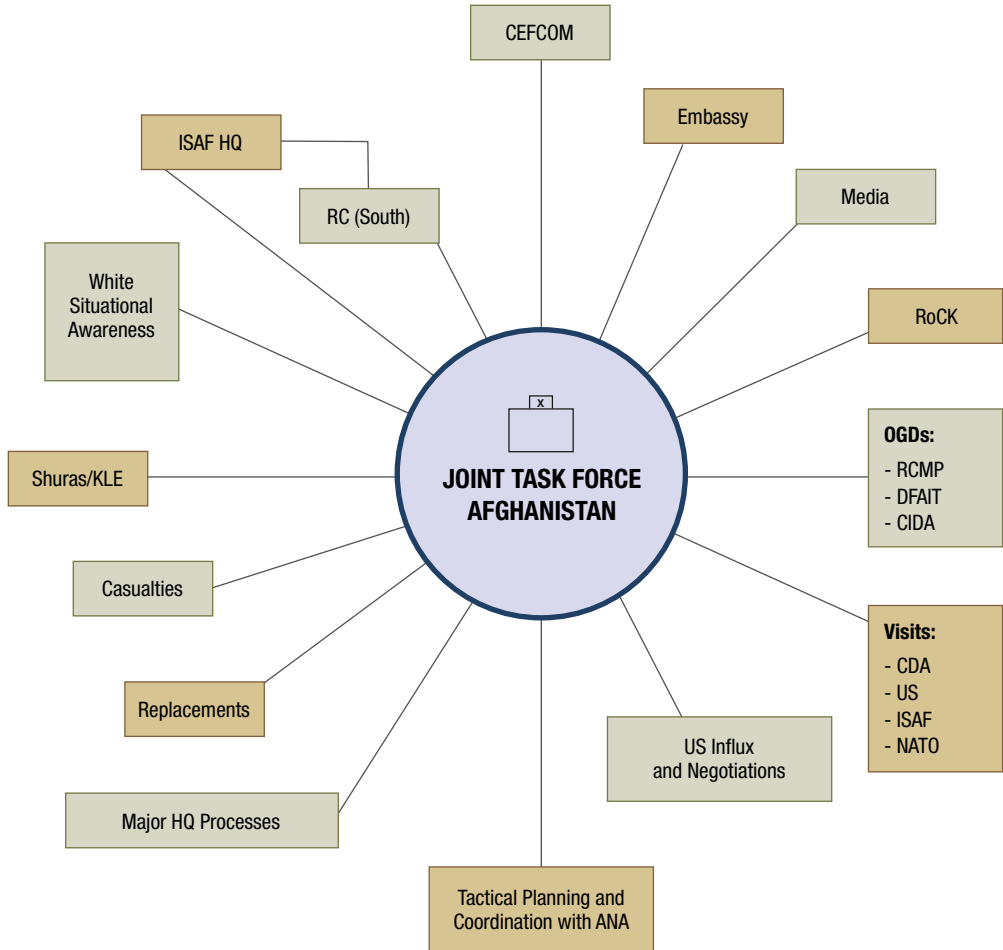 CEFCOM
Embassy
ISAF HQ
RC (South)
Media
White
Situational
Awareness
RoCK
X
JOINT TASK FORCE
AFGHANISTAN
OGDs:
- RCMP
- DFAIT
- CIDA
Shuras/KLE
Casualties
Visits:
- CDA
- US
- ISAF
- NATO
Replacements
US Influx
and Negotiations
Major HQ Processes
Tactical Planning and
Coordination with ANA